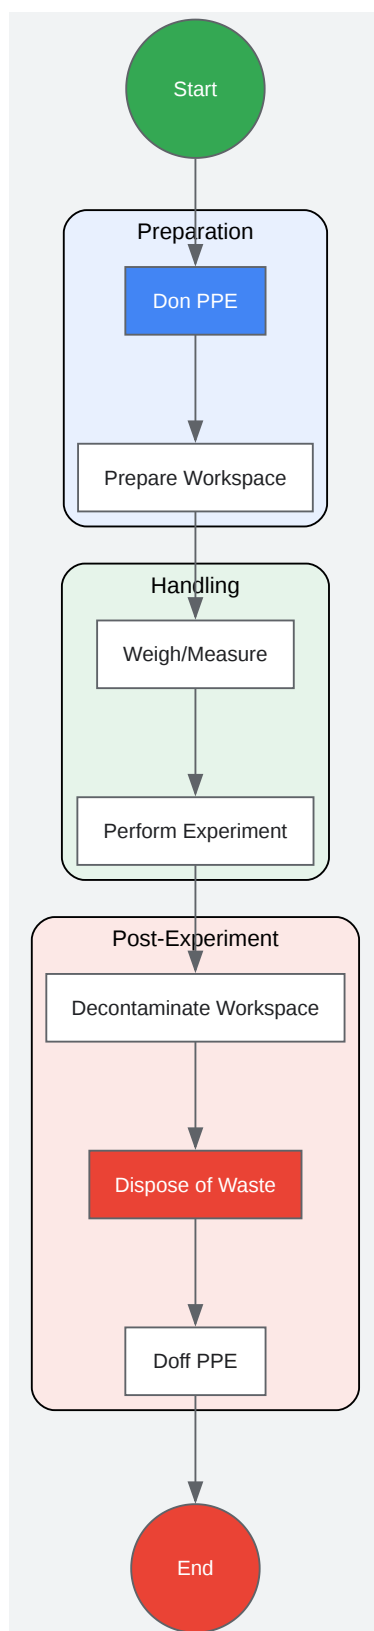 Start
Preparation
Don PPE
Prepare Workspace
Handling
Weigh/Measure
Perform Experiment
Post-Experiment
Decontaminate Workspace
Dispose of Waste
Doff PPE
End